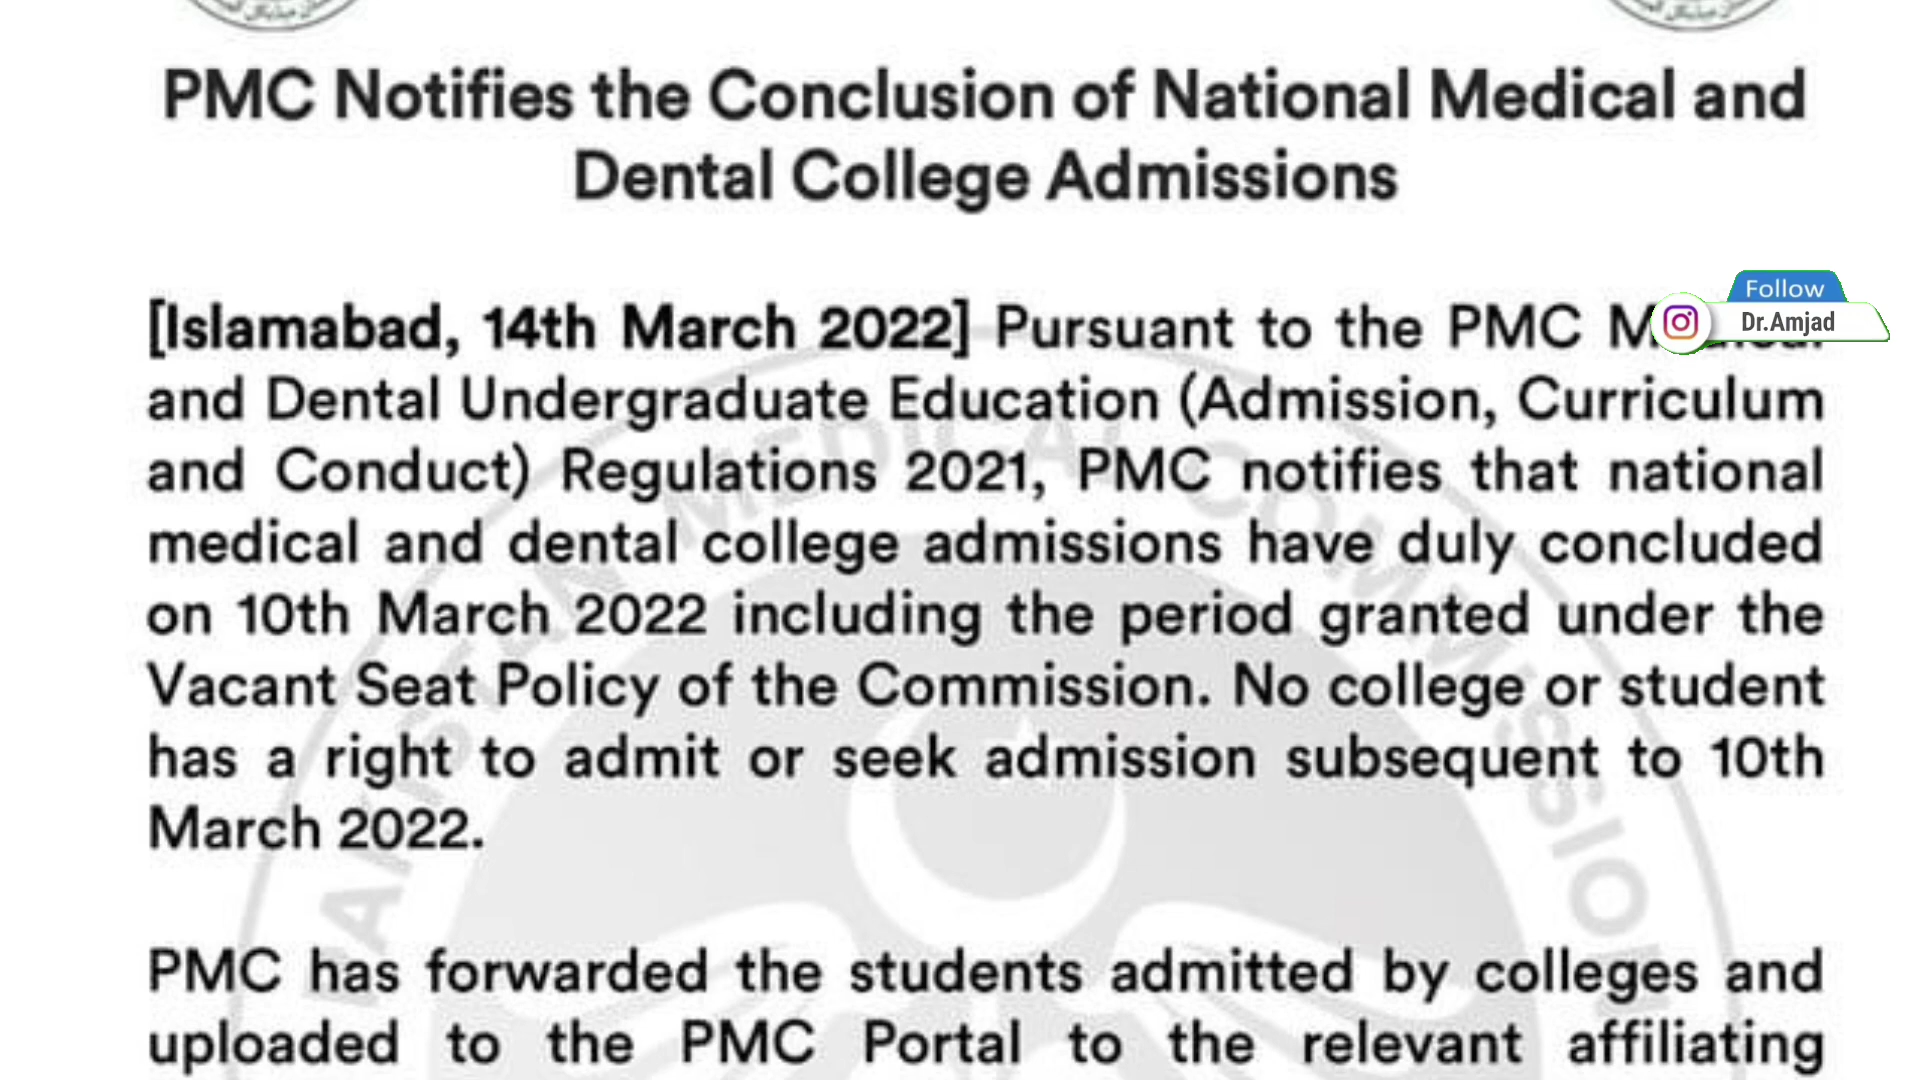 PMC Notifies the Conclusion of National Medical and
Dental College Admissions
[Islamabad, 14th March 2022] Pursuant to the PMC
Follow
Dr.Amjad
and Dental Undergraduate Education (Admission, Curriculum
and Conduct) Regulations 2021, PMC notifies that national
medical and dental college admissions have duly concluded
on 10th March 2022 including the period granted under the
Vacant Seat Policy of the Commission. No college or student
has a right to admit or seek admission subsequent to 10th
March 2022.
PMC has forwarded the students admitted by colleges and
uploaded to the PMC Portal to the relevant affiliating
PAKISTAN MEDICAL COMMISSION